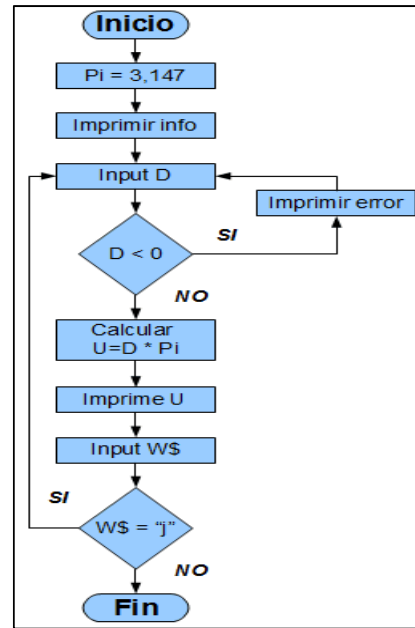 Inicio
Pi = 3,147
Imprimir info
Input D
Imprimir error
D < 0
SI
NO
Calcular
U=D * Pi
Imprime U
Input W$
SI
W$ = “j”
NO
Fin